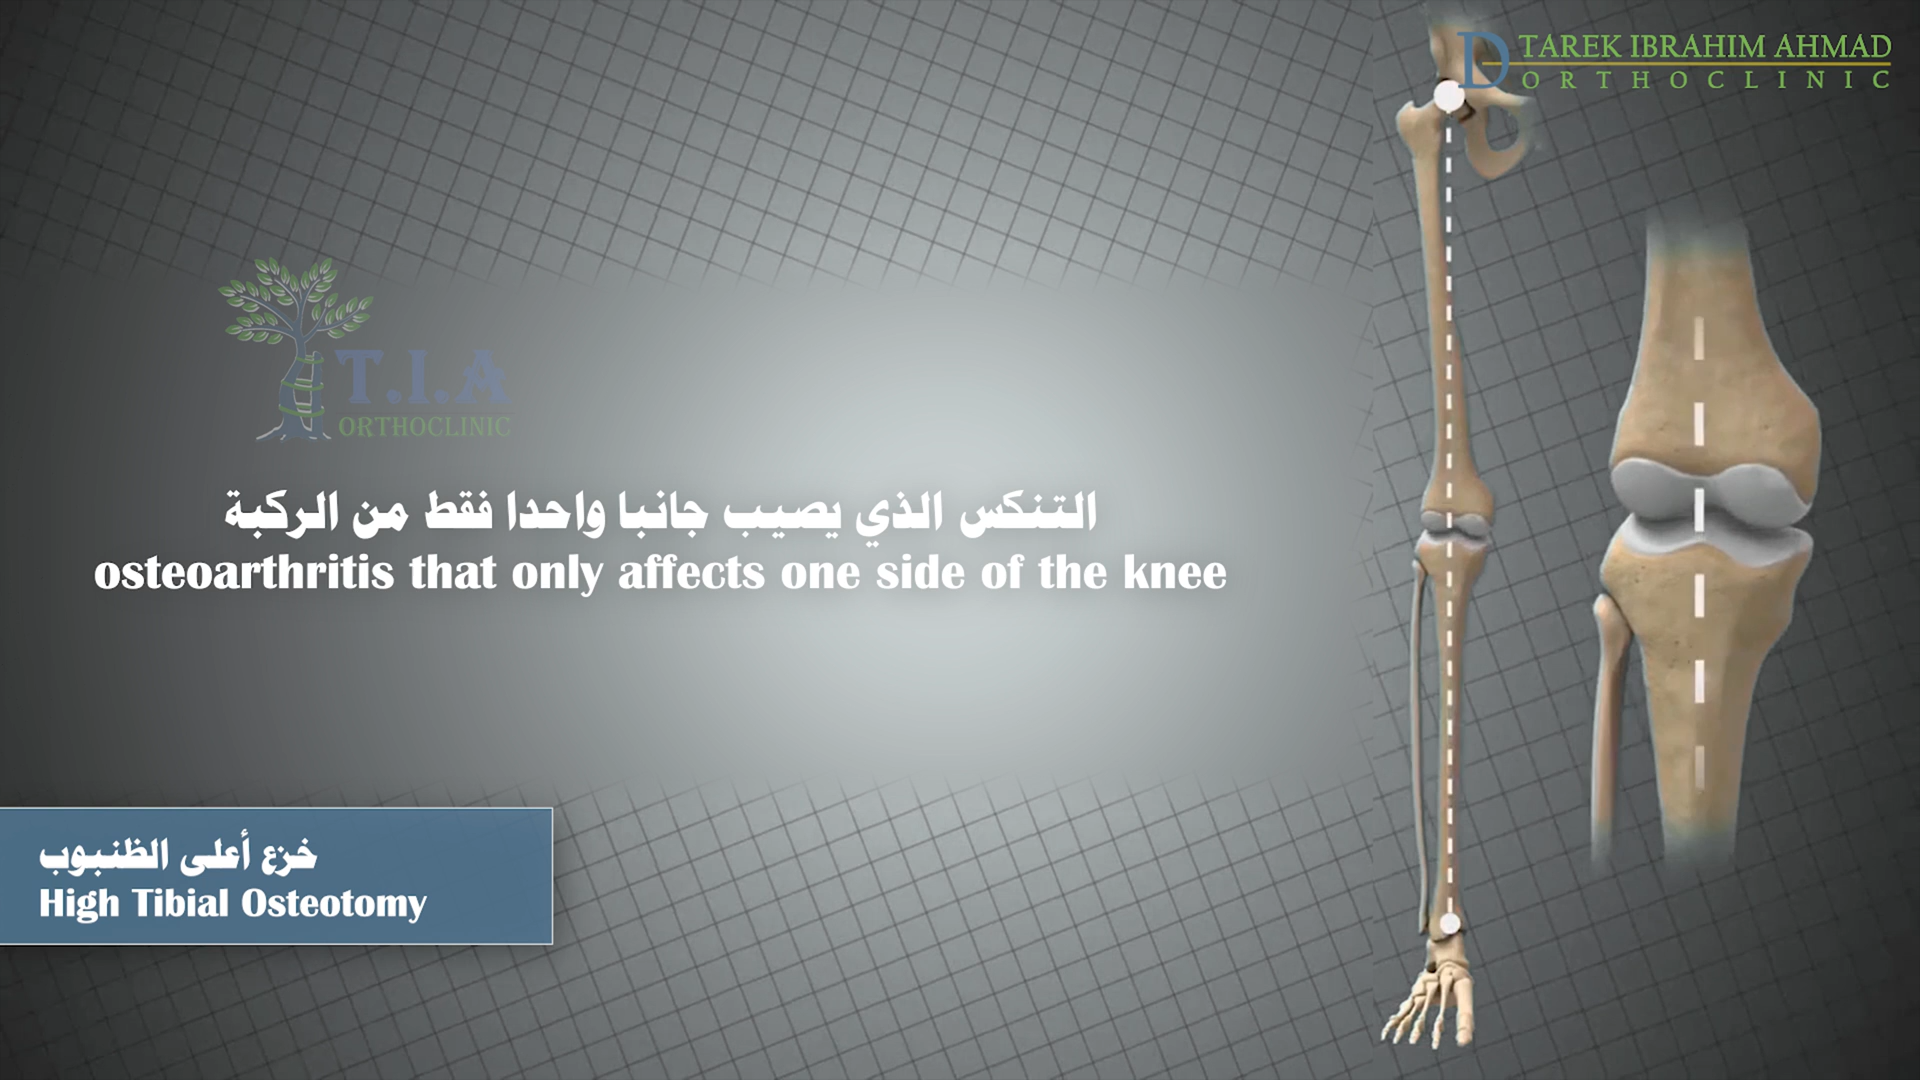 D TAREK IBRAHIM AHMAD
ORTHOCLINIC
T.I.A
ORTHOCLINIC
التنكس الذي يصيب جانبا واحدا فقط من الركبة
osteoarthritis that only affects one side of the knee
خزع أعلى الظنبوب
High Tibial Osteotomy